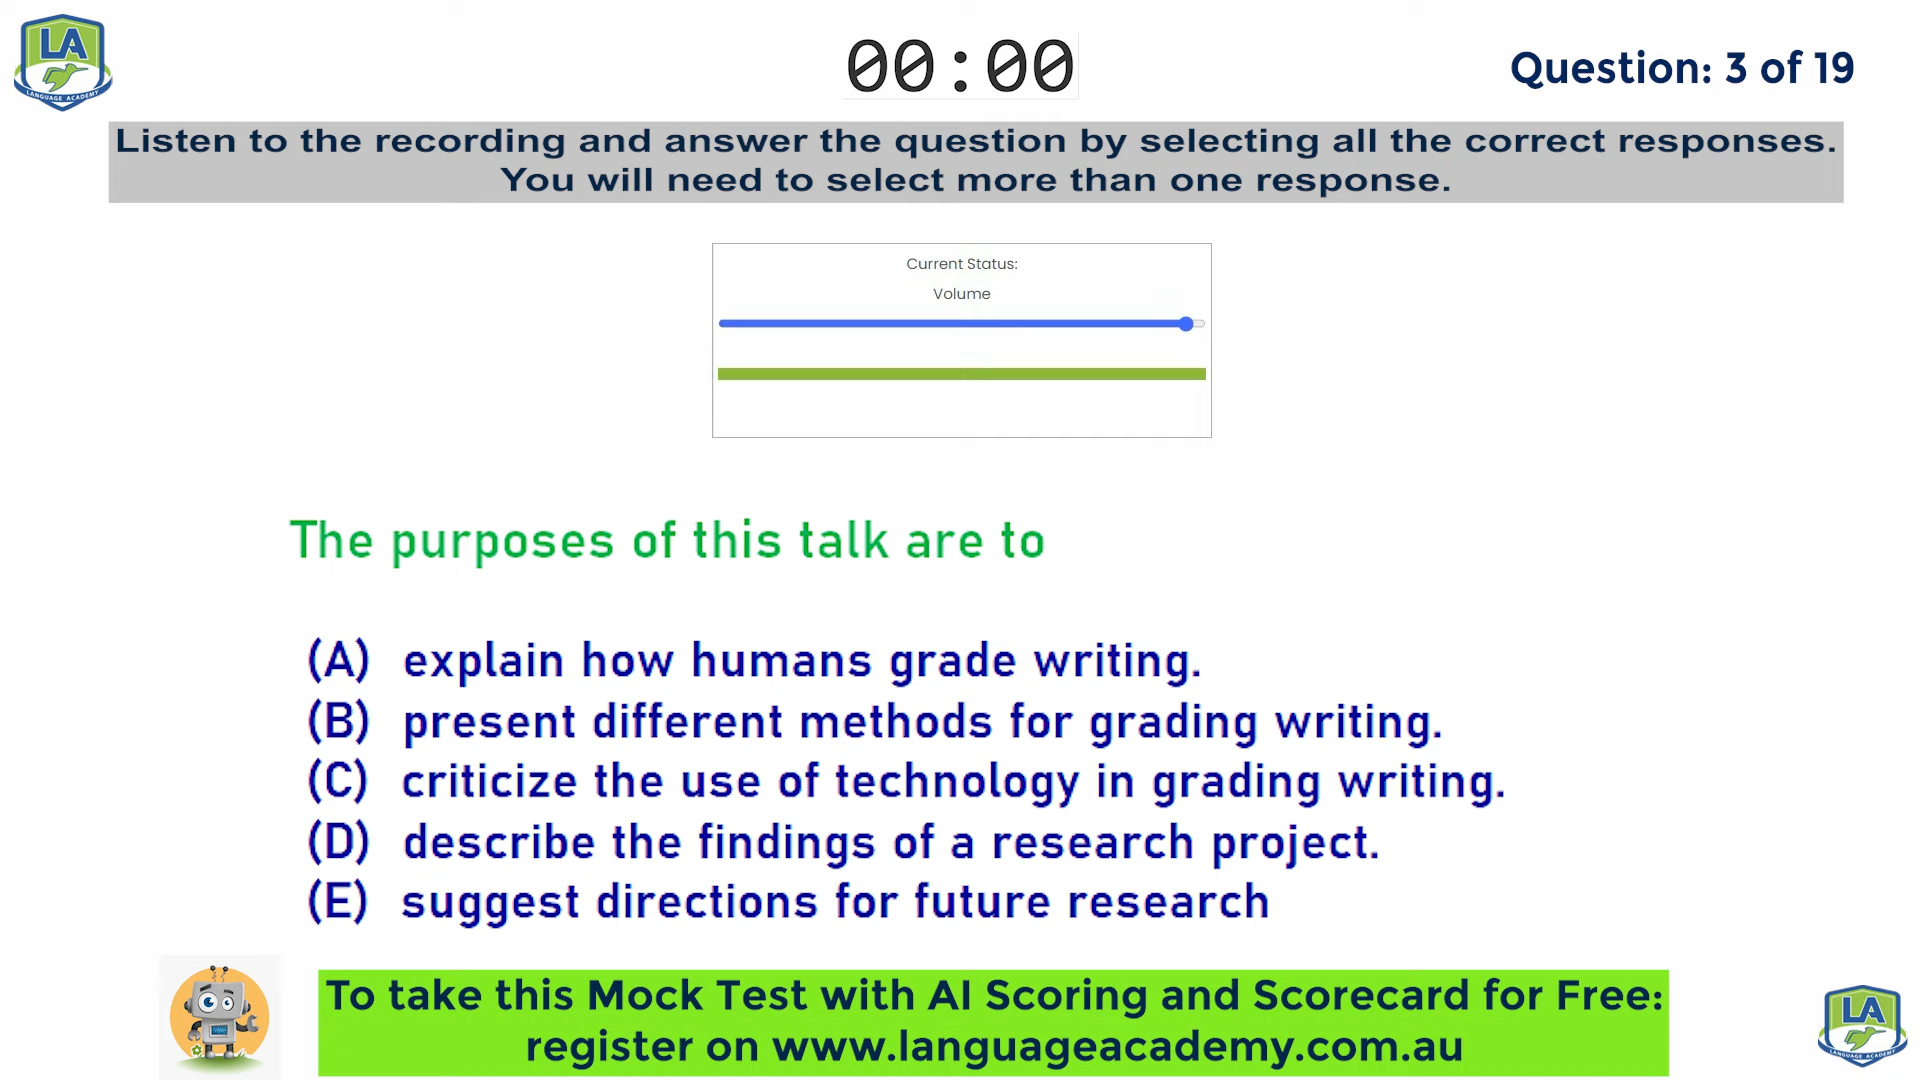 LA
LANGUAGE ACADEMY
00:00
Question: 3 of 19
Listen to the recording and answer the question by selecting all the correct responses.
You will need to select more than one response.
Current Status:
Volume
The purposes of this talk are to
(A) explain how humans grade writing.
(B) present different methods for grading writing.
(C) criticize the use of technology in grading writing.
(D) describe the findings of a research project.
(E) suggest directions for future research
To take this Mock Test with AI Scoring and Scorecard for Free:
register on www.languageacademy.com.au
LA
LANGUAGE ACADEMY